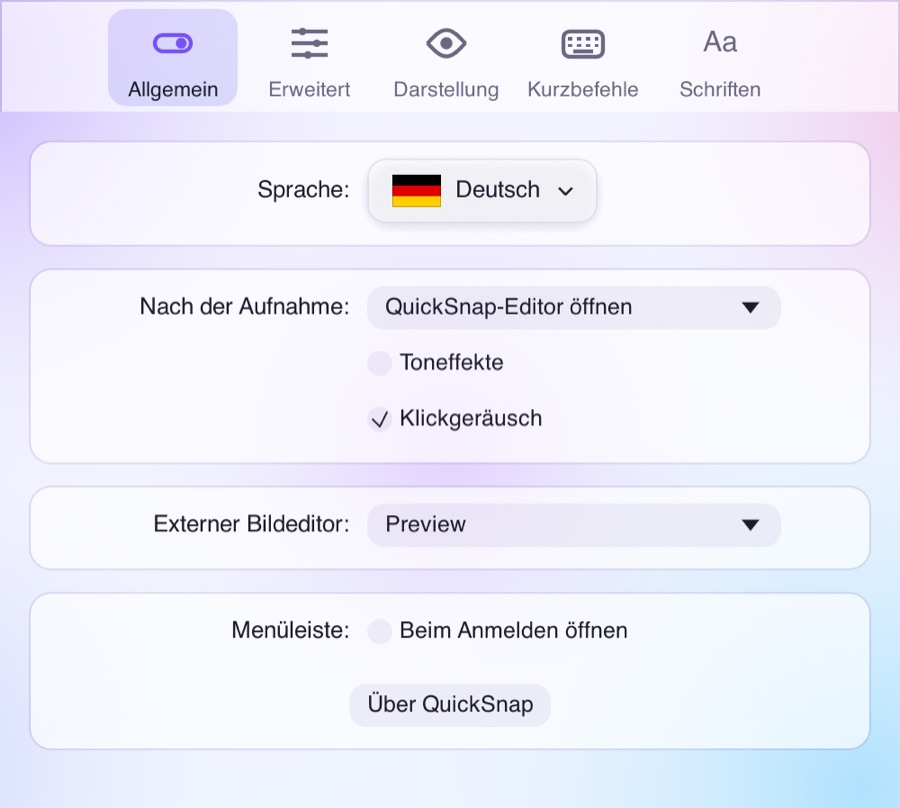 Allgemein Erweitert Darstellung Kurzbefehle Aa Schriften
Sprache: Deutsch
Nach der Aufnahme: QuickSnap-Editor öffnen
Toneffekte
Klickgeräusch
Externer Bildeditor: Preview
Menüleiste: Beim Anmelden öffnen
Über QuickSnap